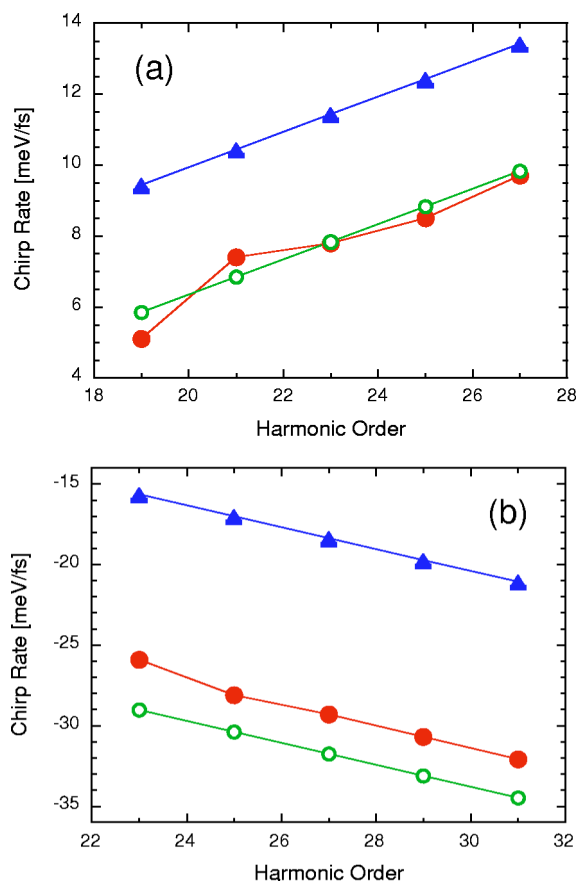 14
12
10
8
6
4
Chirp Rate [meV/fs]
(a)
18 20 22 24 26 28
Harmonic Order
-15
-20
-25
-30
-35
Chirp Rate [meV/fs]
(b)
22 24 26 28 30 32
Harmonic Order